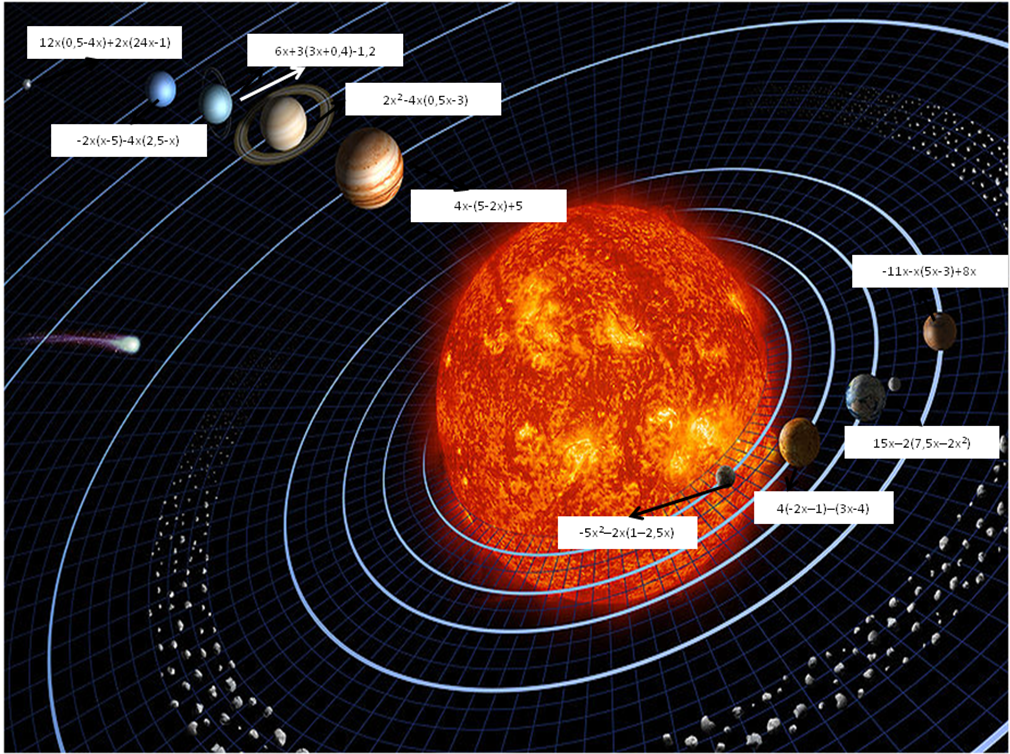 12x(0,5-4x)+2x(24x-1)
6x+3(3x+0,4)-1,2
2x²-4x(0,5x-3)
-2x(x-5)-4x(2,5-x)
4x-(5-2x)+5
-11x-x(5x-3)+8x
15x–2(7,5x–2x²)
4(-2x–1)–(3x-4)
-5x²–2x(1–2,5x)